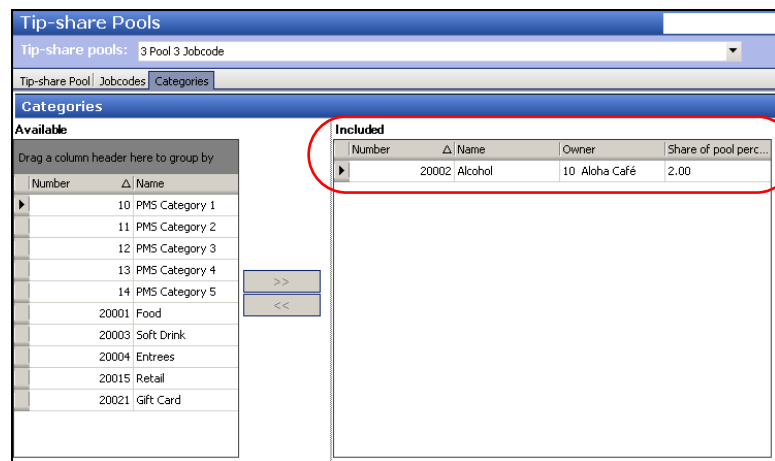 Tip-share Pools
Tip-share pools: 3 Pool 3 Jobcode
Tip-share Pool Jobcodes Categories
Categories
Available
Drag a column header here to group by
Number Name
10 PMS Category 1
11 PMS Category 2
12 PMS Category 3
13 PMS Category 4
14 PMS Category 5
20001 Food
20003 Soft Drink
20004 Entrees
20015 Retail
20021 Gift Card
>>
<<
Included
Number Name Owner Share of pool perc...
20002 Alcohol 10 Aloha Café 2.00